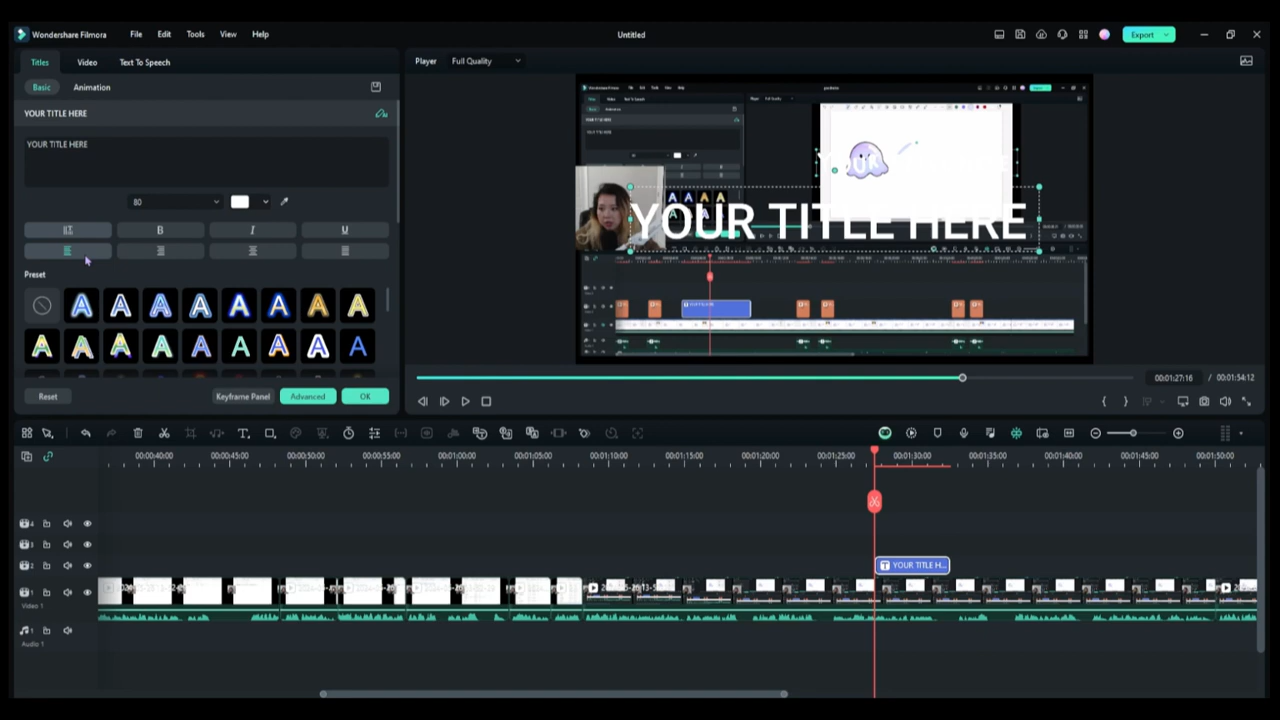 Wondershare Filmora File Edit Tools View Help Untitled Export
Titles Video Text To Speech Player Full Quality
Basic Animation
YOUR TITLE HERE
YOUR TITLE HERE
80
B I U
YOUR TITLE HERE
Preset
Reset Keyframe Panel Advanced OK
00:01:27:16 / 00:01:54:12
00:00:40:00 00:00:45:00 00:00:50:00 00:00:55:00 00:01:00:00 00:01:05:00 00:01:10:00 00:01:15:00 00:01:20:00 00:01:25:00 00:01:30:00 00:01:35:00 00:01:40:00 00:01:45:00 00:01:50:00
4
3
2
YOUR TITLE H...
1
Video 1
1
Audio 1